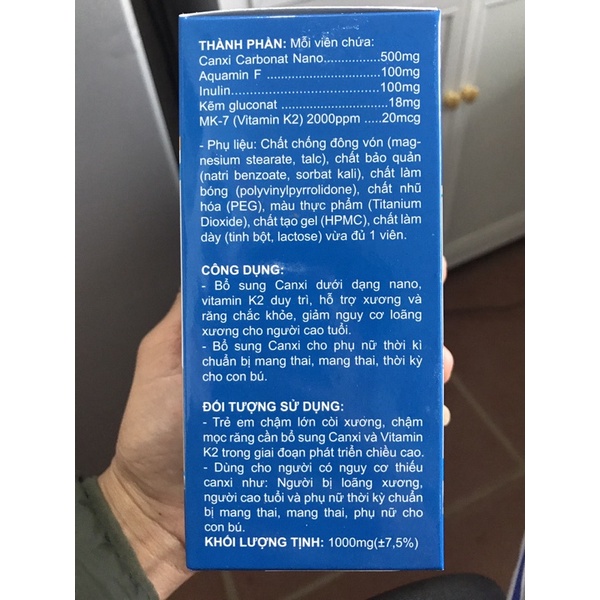 THÀNH PHẦN: Mỗi viên chứa:
Canxi Carbonat Nano................500mg
Aquamin F ..............................100mg
Inulin.......................................100mg
Kẽm gluconat ............................18mg
MK-7 (Vitamin K2) 2000ppm .....20mcg
- Phụ liệu: Chất chống đông vón (mag-
nesium stearate, talc), chất bảo quản
(natri benzoate, sorbat kali), chất làm
bóng (polyvinylpyrrolidone), chất nhũ
hóa (PEG), màu thực phẩm (Titanium
Dioxide), chất tạo gel (HPMC), chất làm
dày (tinh bột, lactose) vừa đủ 1 viên.
CÔNG DỤNG:
- Bổ sung Canxi dưới dạng nano,
vitamin K2 duy trì, hỗ trợ xương và
răng chắc khỏe, giảm nguy cơ loãng
xương cho người cao tuổi.
- Bổ sung Canxi cho phụ nữ thời kì
chuẩn bị mang thai, mang thai, thời kỳ
cho con bú.
ĐỐI TƯỢNG SỬ DỤNG:
- Trẻ em chậm lớn còi xương, chậm
mọc răng cần bổ sung Canxi và Vitamin
K2 trong giai đoạn phát triển chiều cao.
- Dùng cho người có nguy cơ thiếu
canxi như: Người bị loãng xương,
người cao tuổi và phụ nữ thời kỳ chuẩn
bị mang thai, mang thai, phụ nữ cho
con bú.
KHỐI LƯỢNG TỊNH: 1000mg(±7,5%)